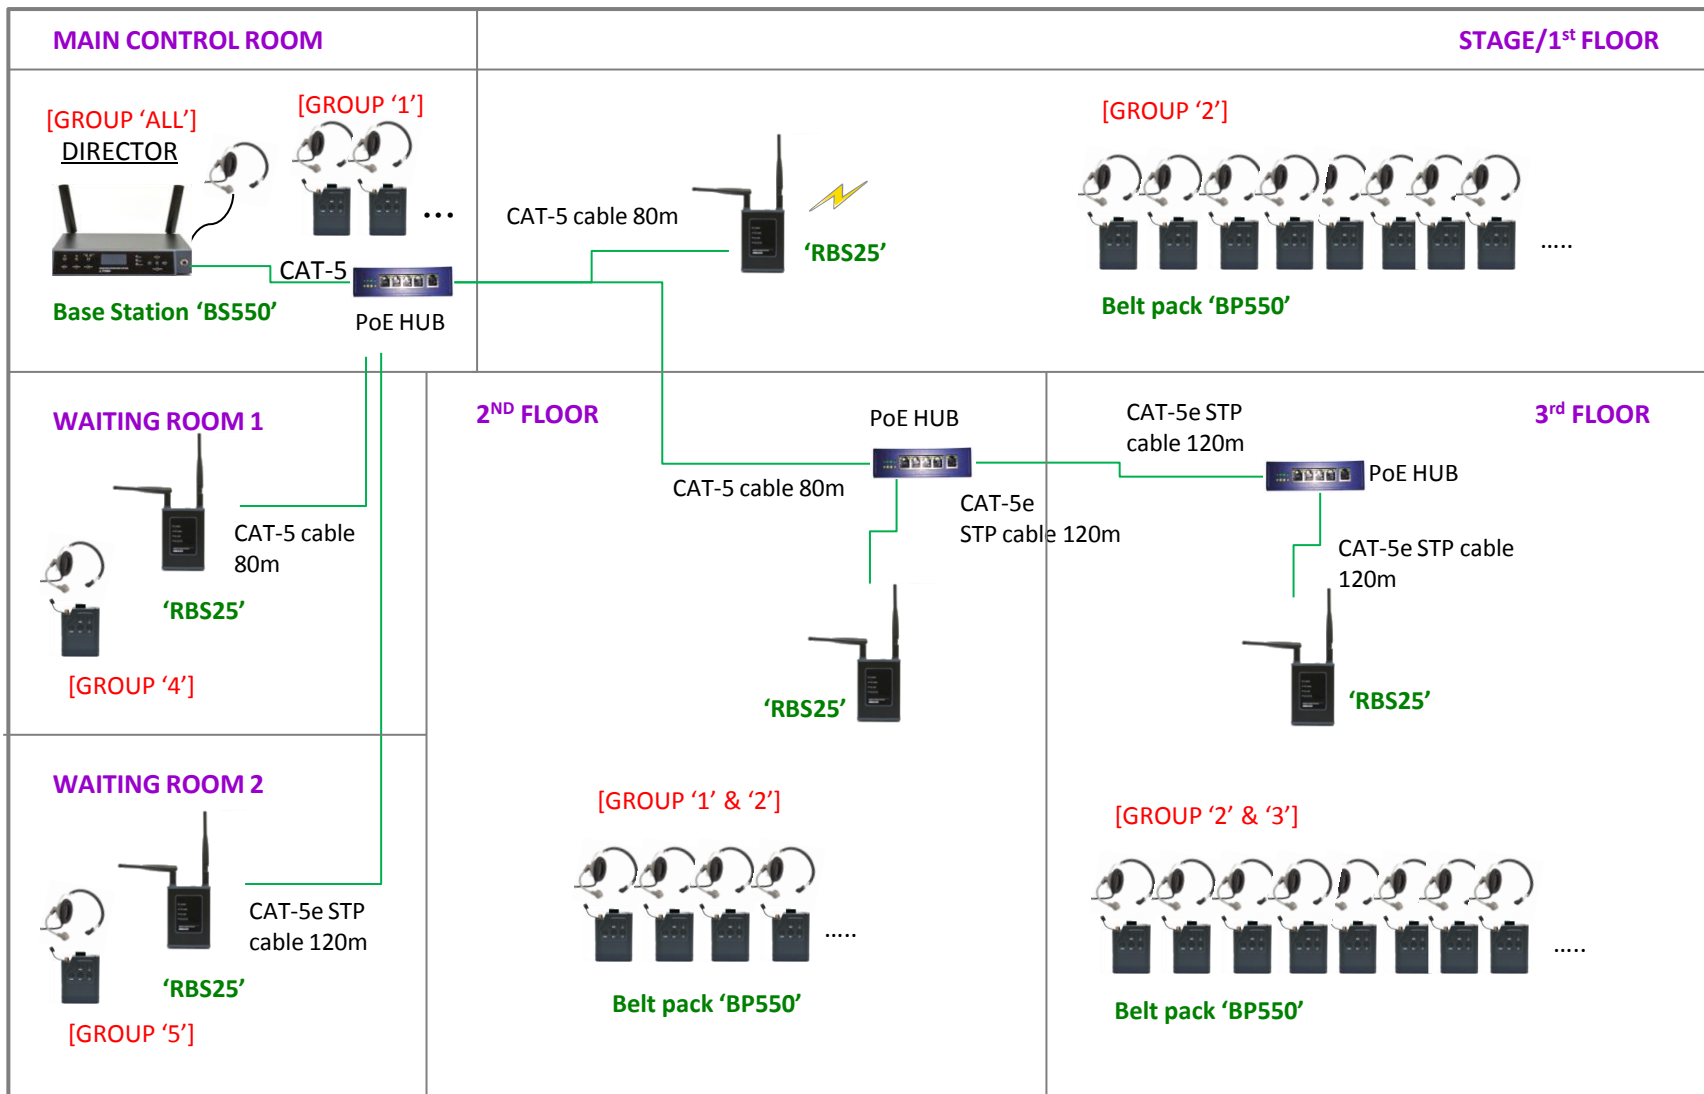 MAIN CONTROL ROOM
STAGE/1st FLOOR
[GROUP ‘ALL’]
DIRECTOR
[GROUP ‘1’]
...
CAT-5
Base Station ‘BS550’
PoE HUB
CAT-5 cable 80m
‘RBS25’
[GROUP ‘2’]
.....
Belt pack ‘BP550’
WAITING ROOM 1
CAT-5 cable
80m
‘RBS25’
[GROUP ‘4’]
2ND FLOOR
PoE HUB
CAT-5 cable 80m
CAT-5e
STP cable 120m
‘RBS25’
[GROUP ‘1’ & ‘2’]
.....
Belt pack ‘BP550’
3rd FLOOR
CAT-5e STP
cable 120m
PoE HUB
CAT-5e STP cable
120m
‘RBS25’
[GROUP ‘2’ & ‘3’]
.....
Belt pack ‘BP550’
WAITING ROOM 2
CAT-5e STP
cable 120m
‘RBS25’
[GROUP ‘5’]